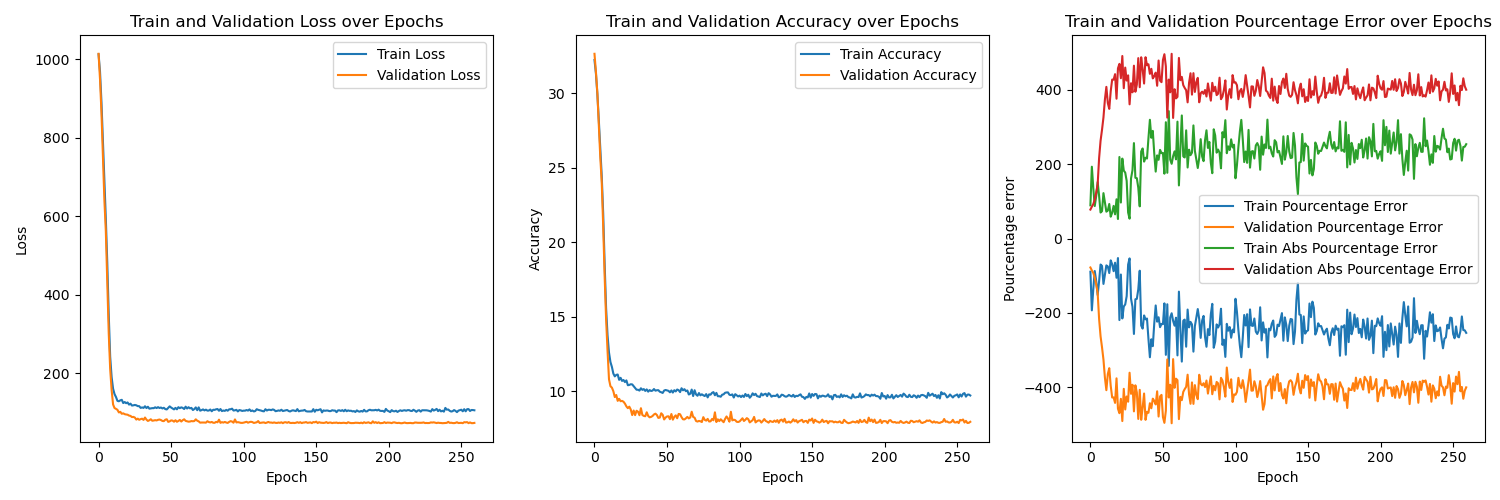 Train and Validation Loss over Epochs
Train Loss
Validation Loss
1000
800
600
400
200
Loss
0
50
100
150
200
250
Epoch
Train and Validation Accuracy over Epochs
Train Accuracy
Validation Accuracy
30
25
20
15
10
Accuracy
0
50
100
150
200
250
Epoch
Train and Validation Pourcentage Error over Epochs
400
200
0
−200
−400
Pourcentage error
Train Pourcentage Error
Validation Pourcentage Error
Train Abs Pourcentage Error
Validation Abs Pourcentage Error
0
50
100
150
200
250
Epoch